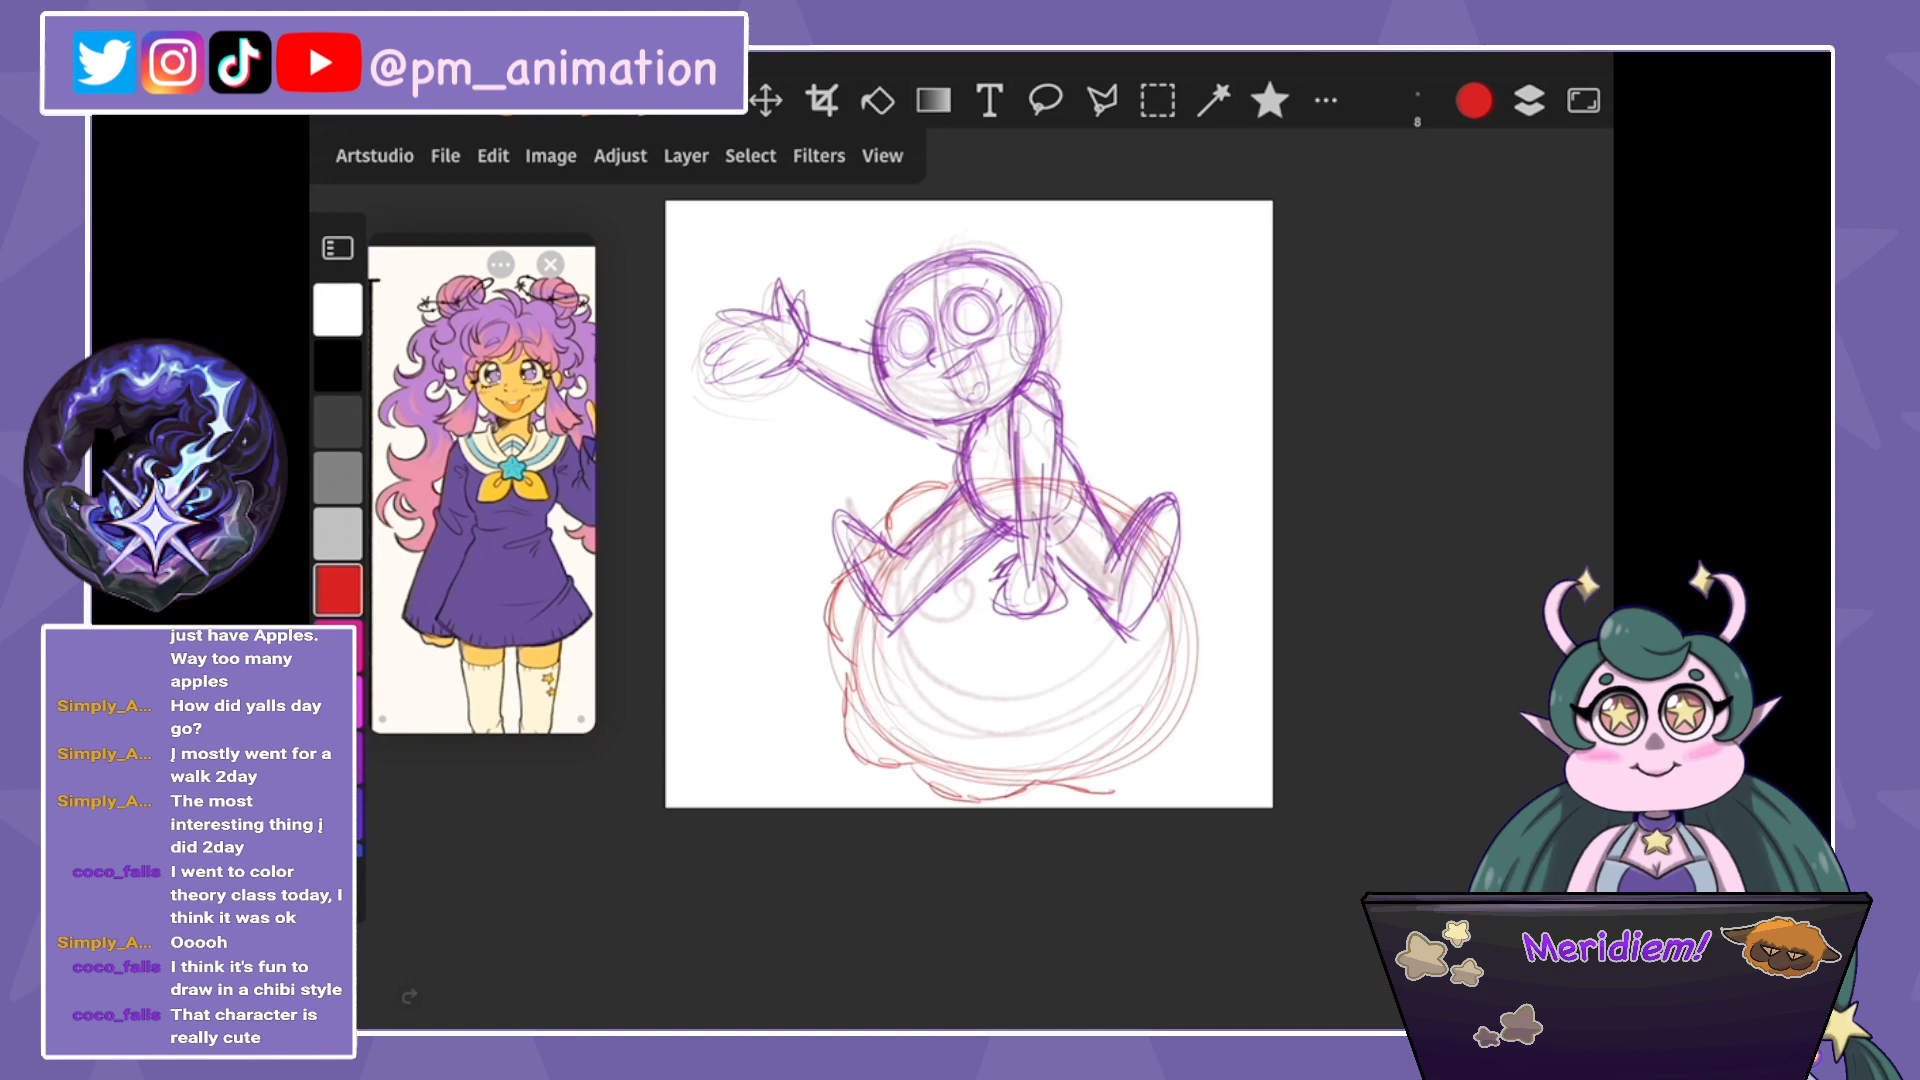 @pm_animation
8
Artstudio File Edit Image Adjust Layer Select Filters View
just have Apples.
Way too many
apples
Simply_A... How did yalls day
go?
Simply_A... į mostly went for a
walk 2day
Simply_A... The most
interesting thing į
did 2day
coco_falls I went to color
theory class today, I
think it was ok
Simply_A... Ooooh
coco_falls I think it's fun to
draw in a chibi style
coco_falls That character is
really cute
Meridiem!